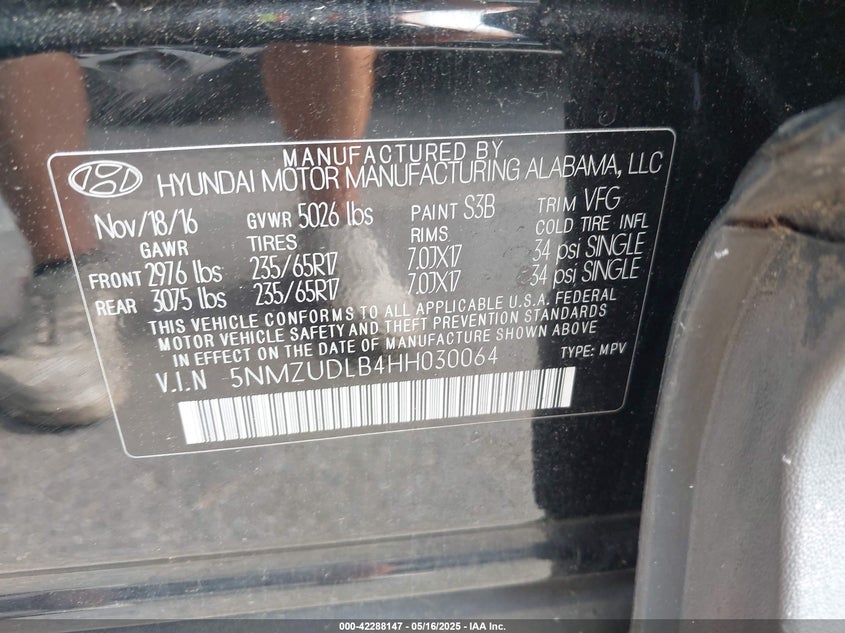 MANUFACTURED BY
HYUNDAI MOTOR MANUFACTURING ALABAMA, LLC
Nov/18/16 GVWR 5026 lbs PAINT S3B TRIM VFG
GAWR TIRES RIMS COLD TIRE INFL
FRONT 2976 lbs 235/65R17 7.0JX17 34 psi SINGLE
REAR 3075 lbs 235/65R17 7.0JX17 34 psi SINGLE
THIS VEHICLE CONFORMS TO ALL APPLICABLE U.S.A. FEDERAL
MOTOR VEHICLE SAFETY AND THEFT PREVENTION STANDARDS
IN EFFECT ON THE DATE OF MANUFACTURE SHOWN ABOVE
V.I.N 5NMZUDLB4HH030064 TYPE: MPV
000-42288147 - 05/16/2025 - IAA Inc.